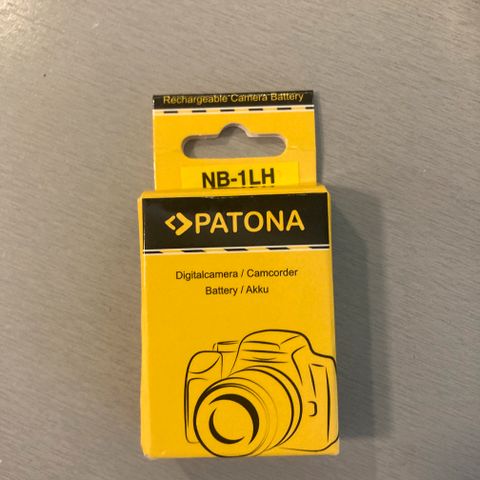 Rechargeable Camera Battery
NB-1LH
PATONA
Digitalcamera / Camcorder
Battery / Akku